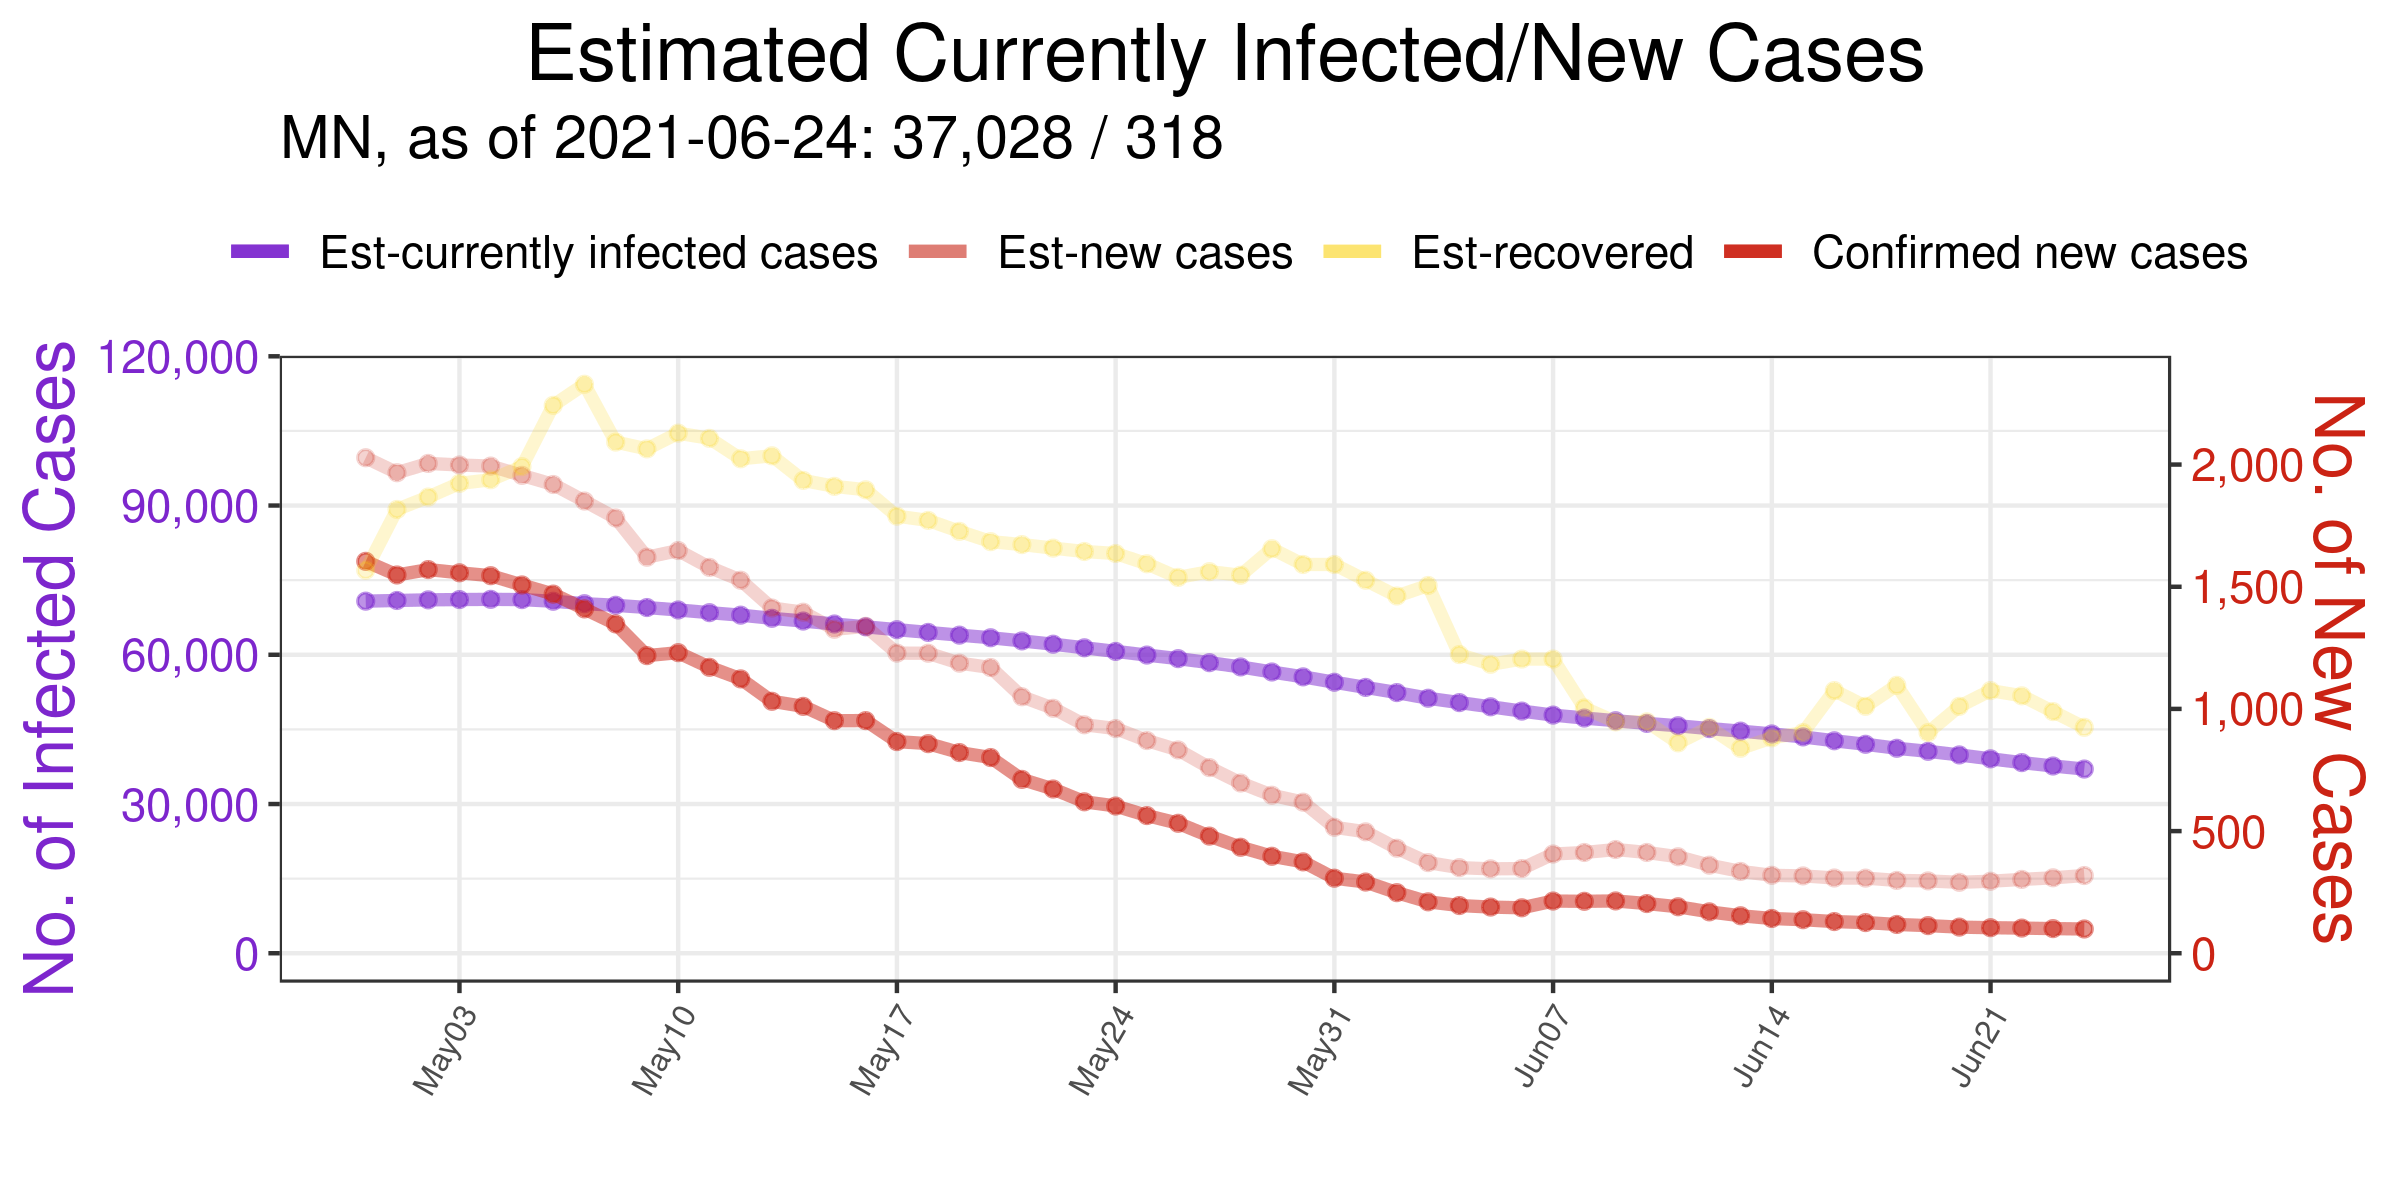 Estimated Currently Infected/New Cases
MN, as of 2021-06-24: 37,028 / 318
Est-currently infected cases Est-new cases Est-recovered Confirmed new cases
No. of Infected Cases
120,000
90,000
60,000
30,000
0
2,000
1,500
1,000
500
0
No. of New Cases
May03 May10 May17 May24 May31 Jun07 Jun14 Jun21